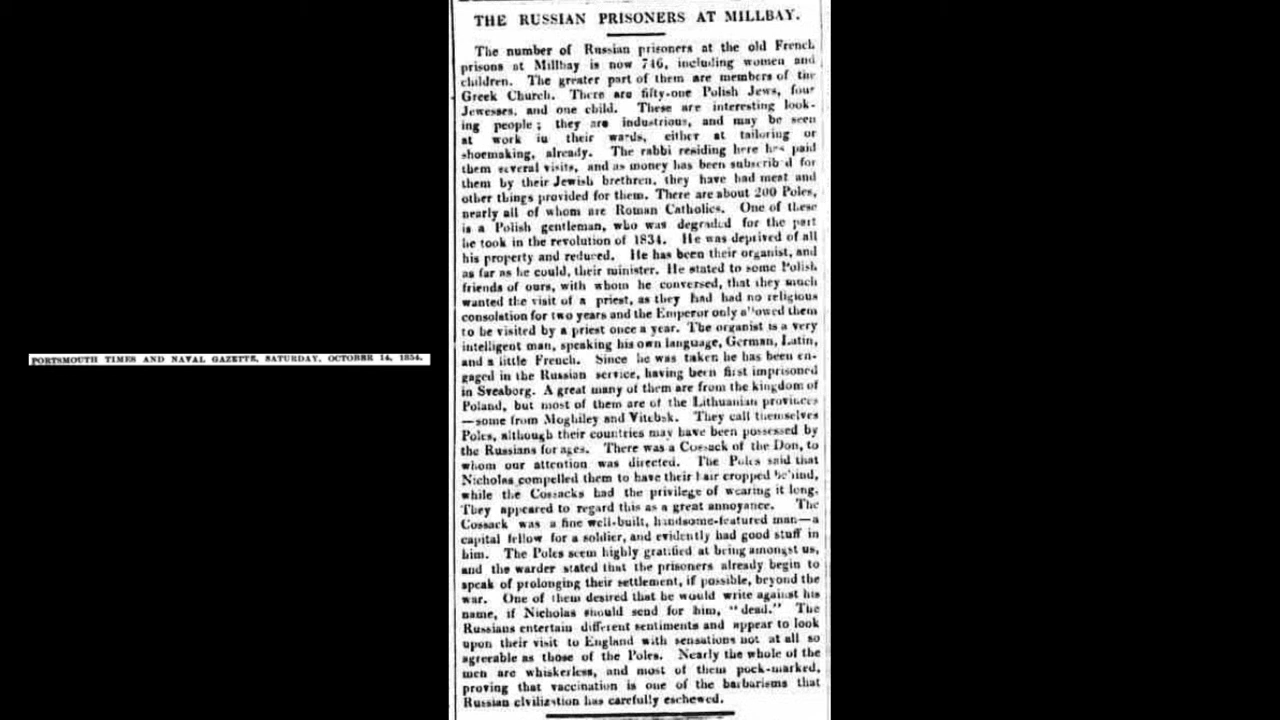 PORTSMOUTH TIMES AND NAVAL GAZETTE, SATURDAY, OCTOBER 14, 1854.
THE RUSSIAN PRISONERS AT MILLBAY.
The number of Russian prisoners at the old French
prisons at Millbay is now 746, including women and
children. The greater part of them are members of the
Greek Church. There are fifty-one Polish Jews, four
Jewesses, and one child. These are interesting look-
ing people; they are industrious, and may be seen
at work in their wards, either at tailoring or
shoemaking, already. The rabbi residing here has paid
them several visits, and as money has been subscribed for
them by their Jewish brethren, they have had meat and
other things provided for them. There are about 200 Poles,
nearly all of whom are Roman Catholics. One of these
is a Polish gentleman, who was degraded for the part
he took in the revolution of 1834. He was deprived of all
his property and reduced. He has been their organist, and
as far as he could, their minister. He stated to some Polish
friends of ours, with whom he conversed, that they much
wanted the visit of a priest, as they had had no religious
consolation for two years and the Emperor only allowed them
to be visited by a priest once a year. The organist is a very
intelligent man, speaking his own language, German, Latin,
and a little French. Since he was taken he has been en-
gaged in the Russian service, having been first imprisoned
in Sveaborg. A great many of them are from the kingdom of
Poland, but most of them are of the Lithuanian provinces
—some from Moghiley and Vitebsk. They call themselves
Poles, although their countries may have been possessed by
the Russians for ages. There was a Cossack of the Don, to
whom our attention was directed. The Poles said that
Nicholas compelled them to have their hair cropped behind,
while the Cossacks had the privilege of wearing it long.
They appeared to regard this as a great annoyance. The
Cossack was a fine well-built, handsome-featured man—a
capital fellow for a soldier, and evidently had good stuff in
him. The Poles seem highly gratified at being amongst us,
and the warder stated that the prisoners already begin to
speak of prolonging their settlement, if possible, beyond the
war. One of them desired that he would write against his
name, if Nicholas should send for him, "dead." The
Russians entertain different sentiments and appear to look
upon their visit to England with sensations not at all so
agreeable as those of the Poles. Nearly the whole of the
men are whiskerless, and most of them pock-marked,
proving that vaccination is one of the barbarisms that
Russian civilization has carefully eschewed.